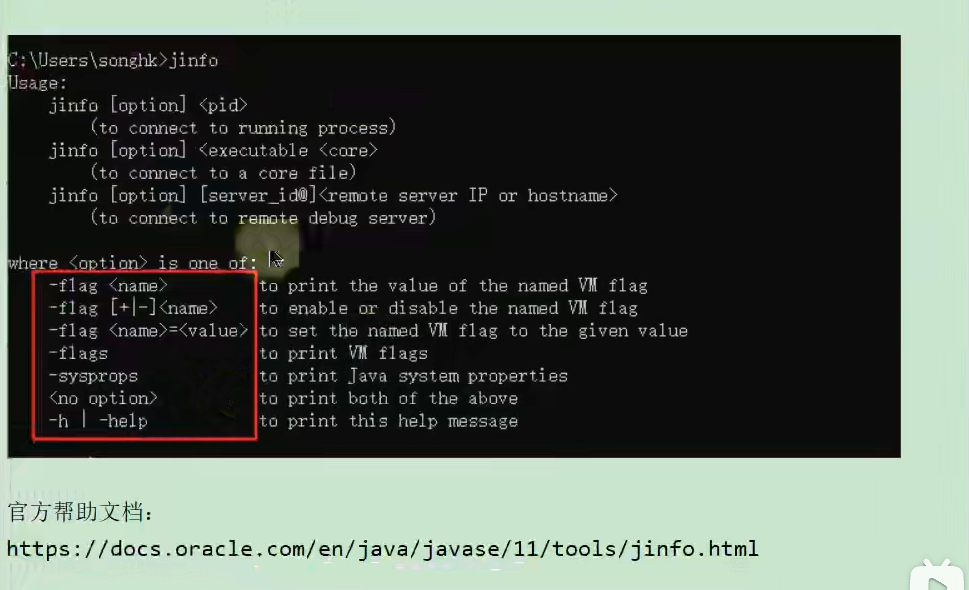 C:\Users\songhk>jinfo
Usage:
jinfo [option] <pid>
(to connect to running process)
jinfo [option] <executable <core>
(to connect to a core file)
jinfo [option] [server_id@]<remote server IP or hostname>
(to connect to remote debug server)
where <option> is one of:
-flag <name> to print the value of the named VM flag
-flag [+|-]<name> to enable or disable the named VM flag
-flag <name>=<value> to set the named VM flag to the given value
-flags to print VM flags
-sysprops to print Java system properties
<no option> to print both of the above
-h | -help to print this help message
官方帮助文档：
https://docs.oracle.com/en/java/javase/11/tools/jinfo.html